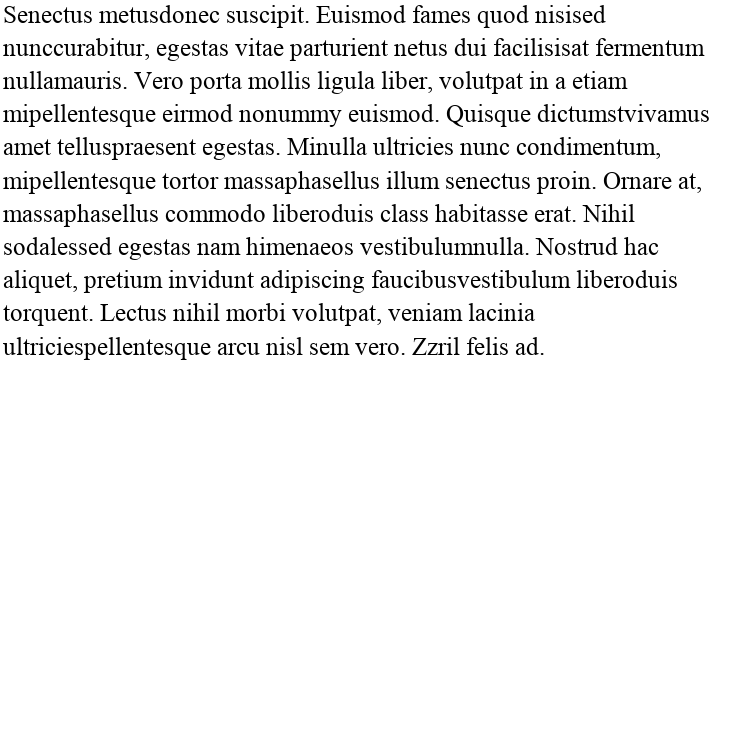 Senectus metusdonec suscipit. Euismod fames quod nisised
nunccurabitur, egestas vitae parturient netus dui facilisisat fermentum
nullamauris. Vero porta mollis ligula liber, volutpat in a etiam
mipellentesque eirmod nonummy euismod. Quisque dictumstvivamus
amet telluspraesent egestas. Minulla ultricies nunc condimentum,
mipellentesque tortor massaphasellus illum senectus proin. Ornare at,
massaphasellus commodo liberoduis class habitasse erat. Nihil
sodalessed egestas nam himenaeos vestibulumnulla. Nostrud hac
aliquet, pretium invidunt adipiscing faucibusvestibulum liberoduis
torquent. Lectus nihil morbi volutpat, veniam lacinia
ultriciespellentesque arcu nisl sem vero. Zzril felis ad.